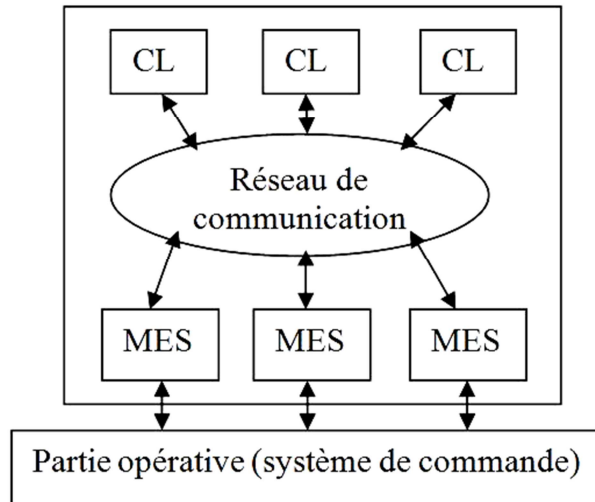 CL CL CL
Réseau de
communication
MES MES MES
Partie opérative (système de commande)